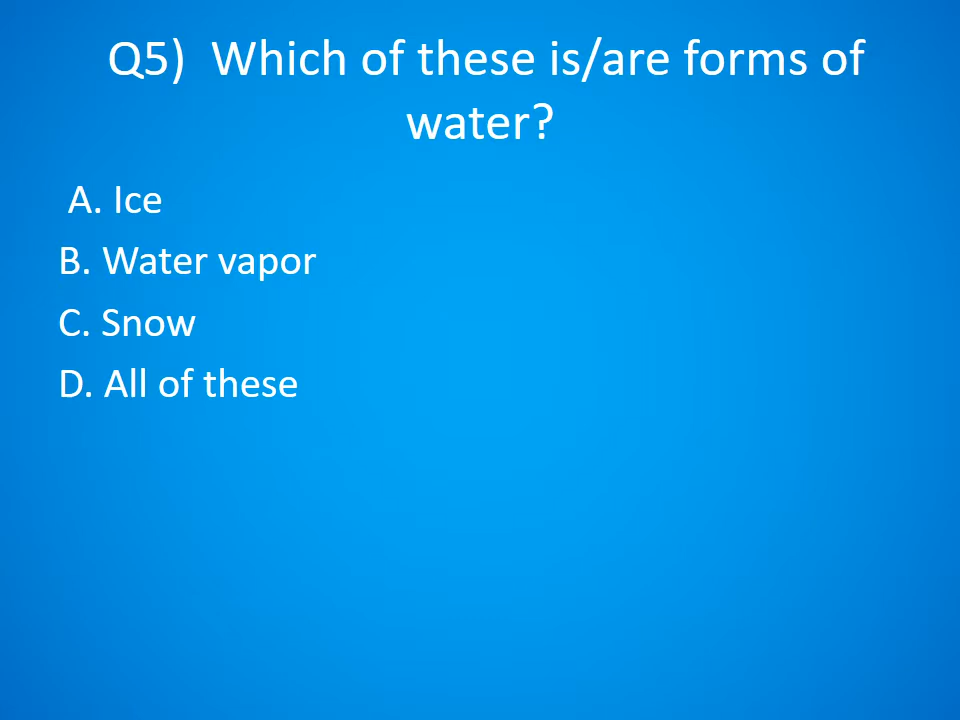 Q5)  Which of these is/are forms of
water?
A. Ice
B. Water vapor
C. Snow
D. All of these